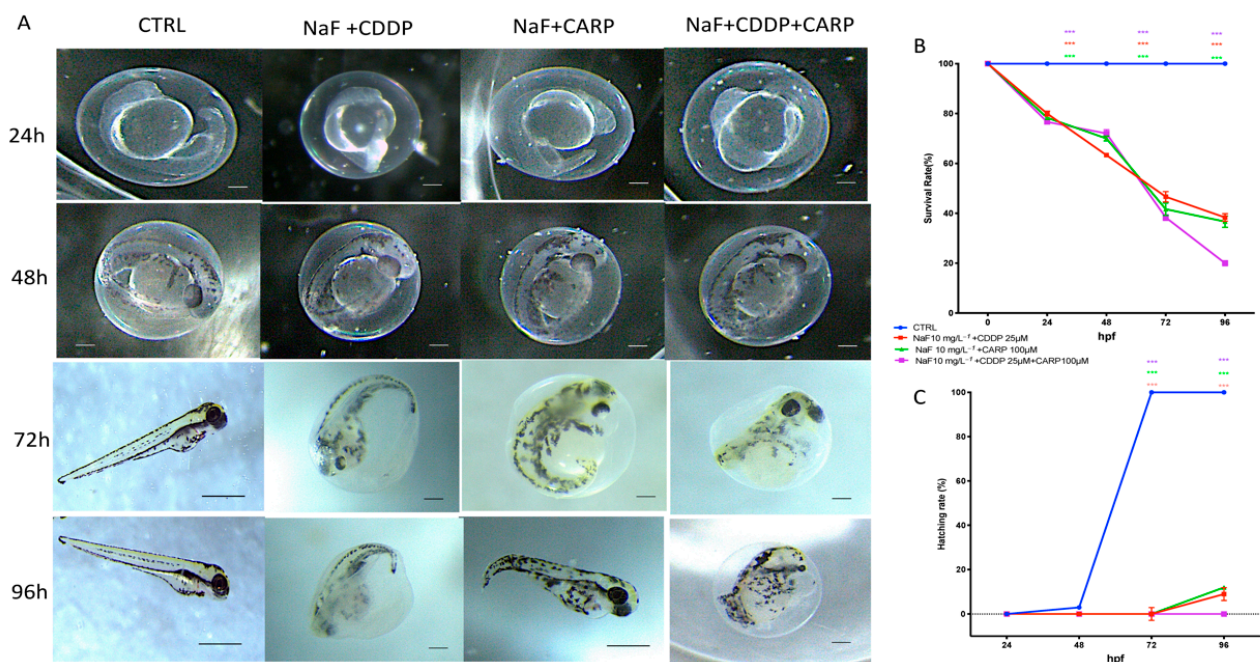 A
CTRL
NaF +CDDP
NaF+CARP
NaF+CDDP+CARP
24h
48h
72h
96h
B
*** *** ***
*** *** ***
*** *** ***
Survival Rate(%)
100
80
60
40
20
0
0 24 48 72 96
hpf
CTRL
NaF10 mg/L⁻¹ +CDDP 25µM
NaF 10 mg/L⁻¹ +CARP 100µM
NaF10 mg/L⁻¹ +CDDP 25µM+CARP100µM
C
*** ***
*** ***
*** ***
Hatching rate (%)
100
80
60
40
20
0
24 48 72 96
hpf